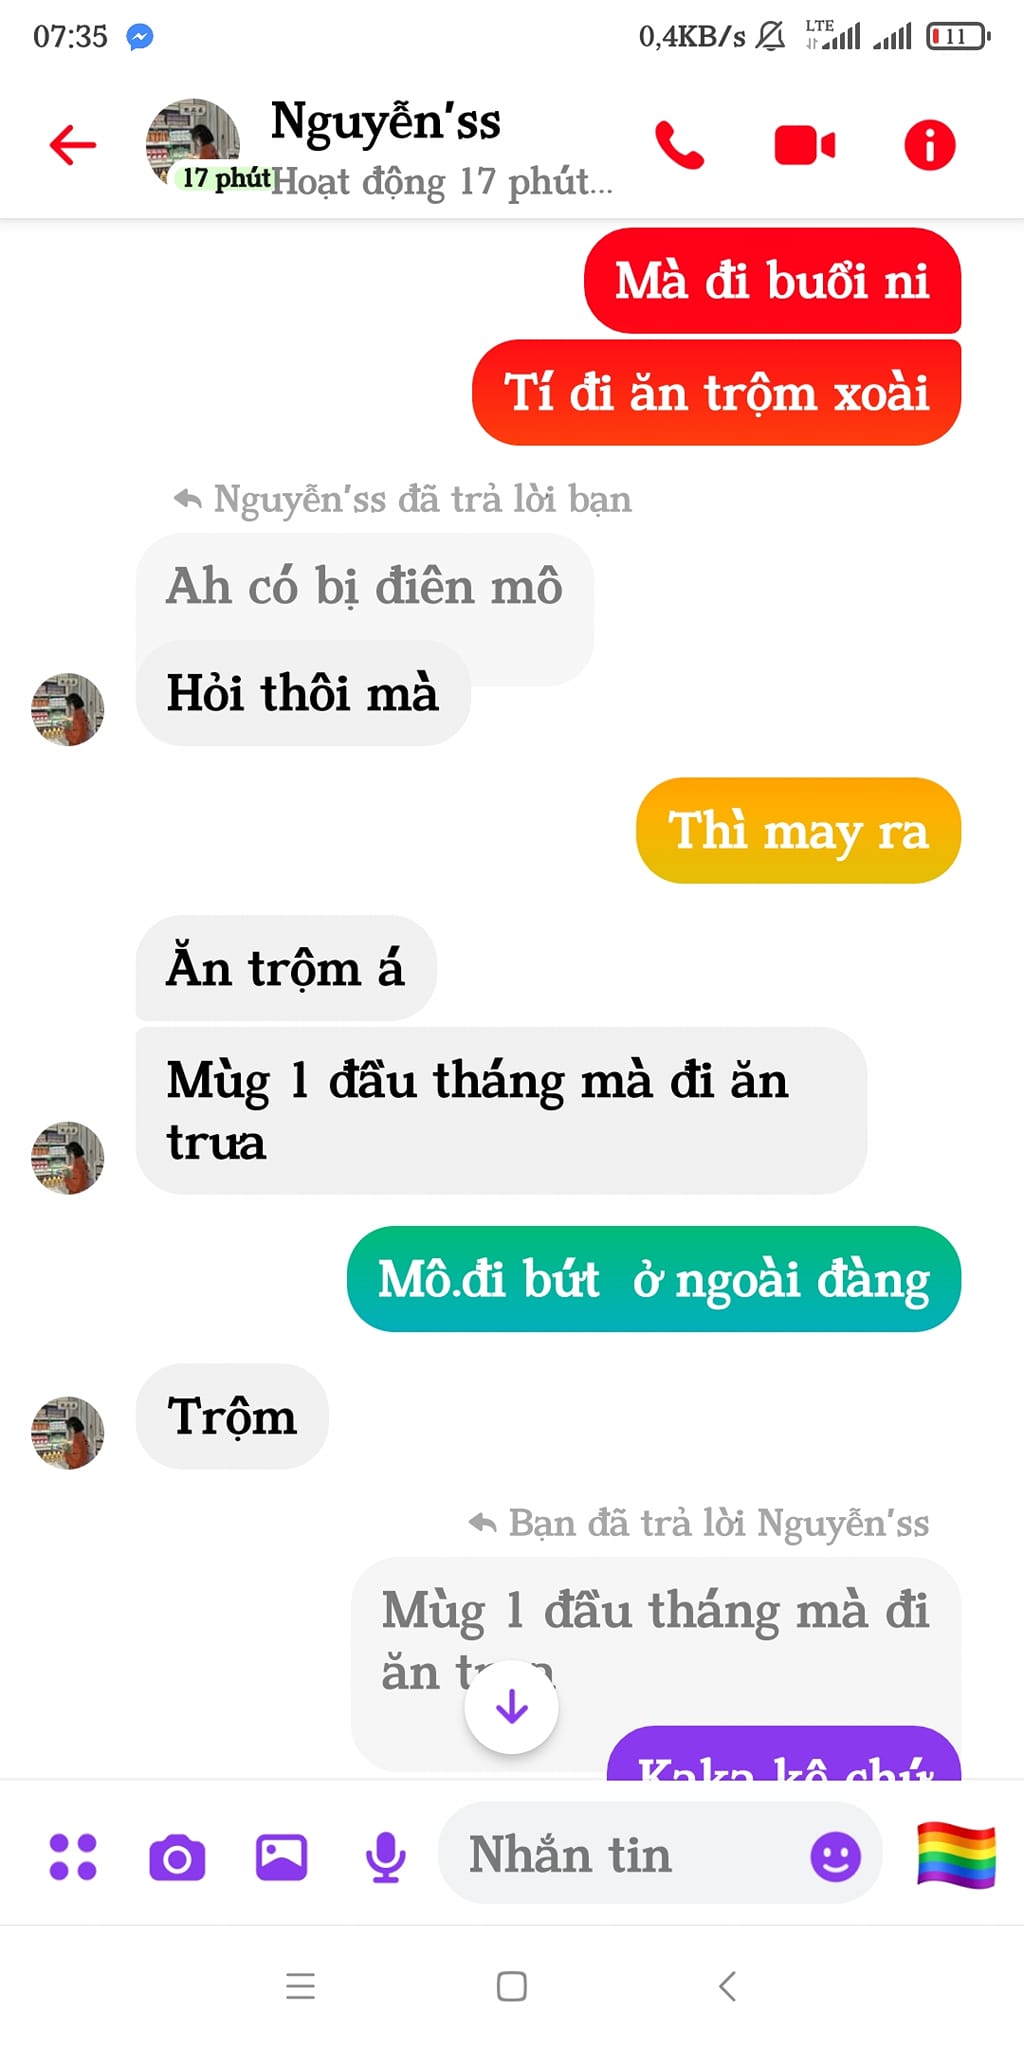 07:35
0,4KB/s LTE 11
Nguyễn'ss
17 phút
Hoạt động 17 phút...
Mà đi buổi ni
Tí đi ăn trộm xoài
Nguyễn'ss đã trả lời bạn
Ah có bị điên mô
Hỏi thôi mà
Thì may ra
Ăn trộm á
Mùg 1 đầu tháng mà đi ăn
trưa
Mô.đi bứt ở ngoài đàng
Trộm
Bạn đã trả lời Nguyễn'ss
Mùg 1 đầu tháng mà đi
ăn
Kaka kô chứ
Nhắn tin